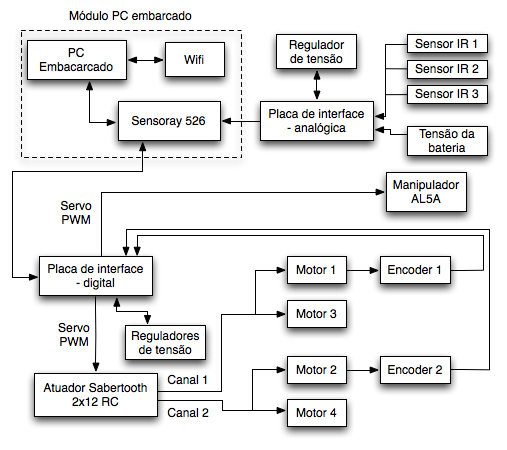 Módulo PC embarcado
PC
Embacarcado
Wifi
Regulador
de tensão
Sensor IR 1
Sensor IR 2
Sensor IR 3
Sensoray 526
Placa de interface
- analógica
Tensão da
bateria
Servo
PWM
Manipulador
AL5A
Placa de interface
- digital
Motor 1
Encoder 1
Motor 3
Servo
PWM
Reguladores
de tensão
Motor 2
Encoder 2
Canal 1
Atuador Sabertooth
2x12 RC
Canal 2
Motor 4